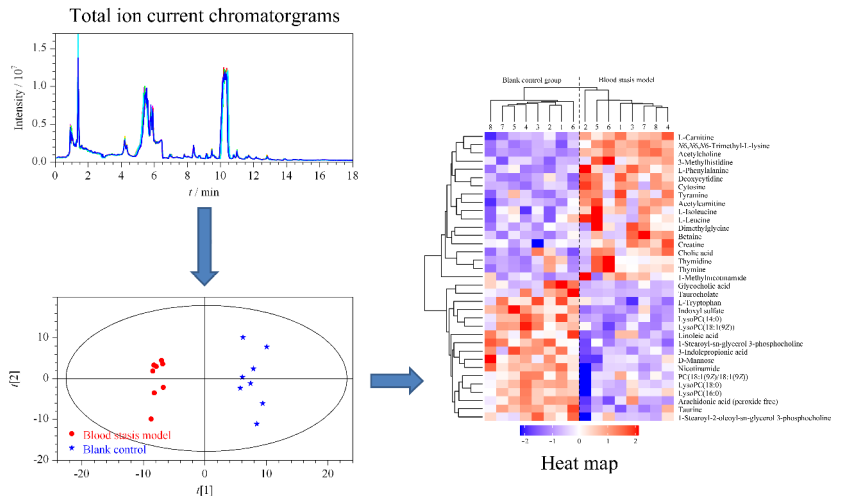 Total ion current chromatorgrams
Intensity / 10⁷
1.5
1.0
0.5
0.0
0 2 4 6 8 10 12 14 16 18
t / min
t[2]
10
0
-10
-20
-20 -10 0 10 20
t[1]
Blood stasis model
Blank control
Blank control group
Blood stasis model
8 7 5 4 3 2 1 6 2 5 6 1 3 7 8 4
L-Carnitine
N6,N6,N6-Trimethyl-L-lysine
Acetylcholine
3-Methylhistidine
L-Phenylalanine
Deoxycytidine
Cytosine
Tyramine
Acetylcarnitine
L-Isoleucine
L-Leucine
Dimethylglycine
Betaine
Creatine
Cholic acid
Thymidine
Thymine
1-Methylnicotinamide
Glycocholic acid
Taurocholate
L-Tryptophan
Indoxyl sulfate
LysoPC(14:0)
LysoPC(18:1(9Z))
Linoleic acid
1-Stearoyl-sn-glycerol 3-phosphocholine
3-Indolepropionic acid
D-Mannose
Nicotinamide
PC(18:1(9Z)/18:1(9Z))
LysoPC(18:0)
LysoPC(16:0)
Arachidonic acid (peroxide free)
Taurine
1-Stearoyl-2-oleoyl-sn-glycerol 3-phosphocholine
-2 -1 0 1 2
Heat map